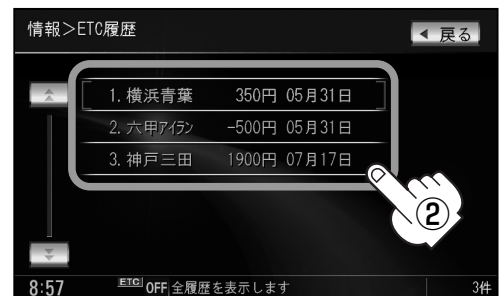 情報>ETC履歴
戻る
1. 横浜青葉 350円 05月31日
2. 六甲アイラン -500円 05月31日
3. 神戸三田 1900円 07月17日
②
8:57 ETC OFF 全履歴を表示します 3件